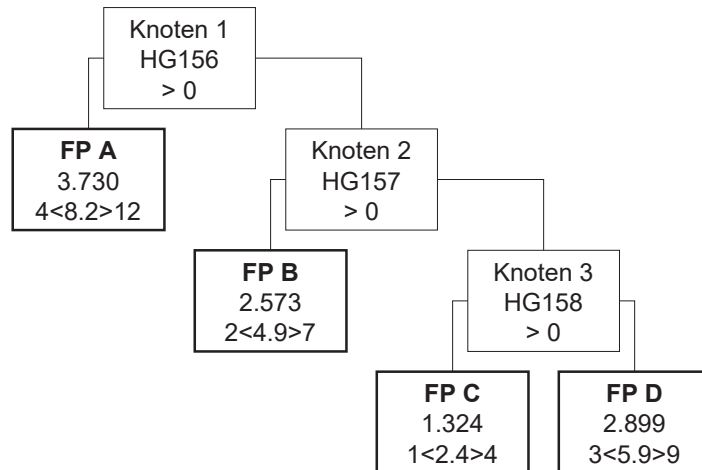 Knoten 1
HG156
> 0
FP A
3.730
4<8.2>12
Knoten 2
HG157
> 0
FP B
2.573
2<4.9>7
Knoten 3
HG158
> 0
FP C
1.324
1<2.4>4
FP D
2.899
3<5.9>9